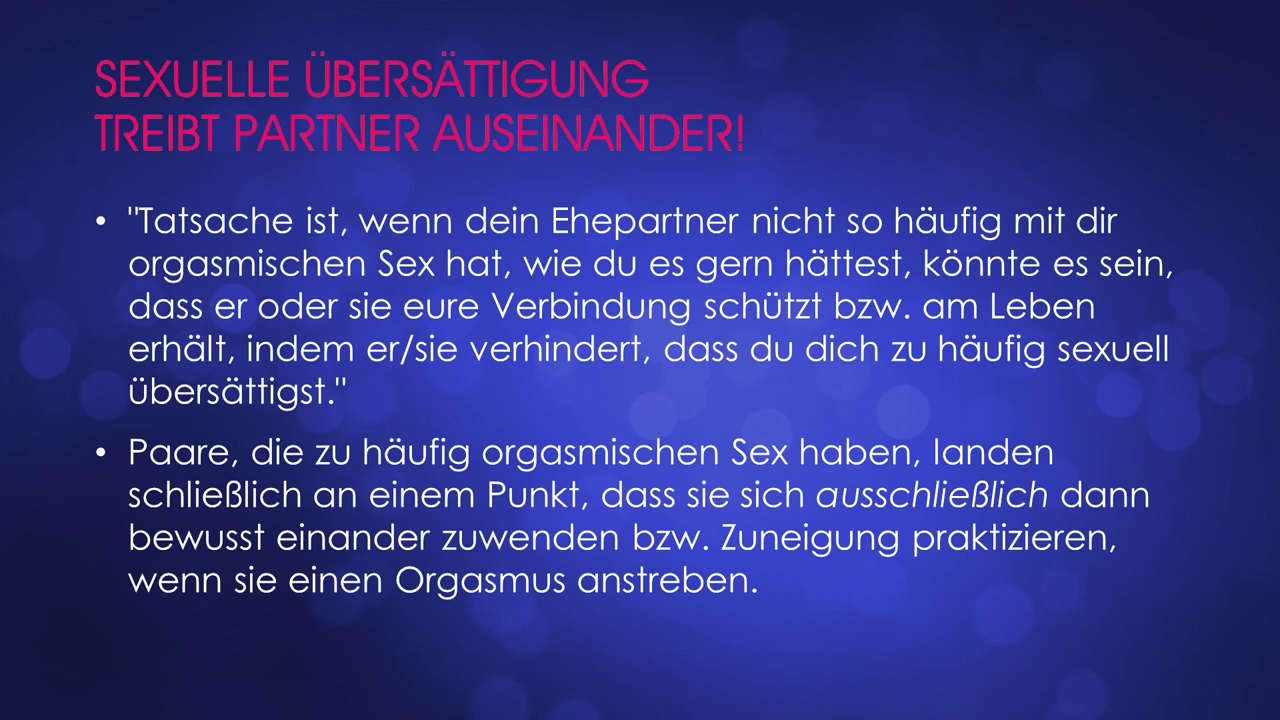 SEXUELLE ÜBERSÄTTIGUNG
TREIBT PARTNER AUSEINANDER!
• "Tatsache ist, wenn dein Ehepartner nicht so häufig mit dir
orgasmischen Sex hat, wie du es gern hättest, könnte es sein,
dass er oder sie eure Verbindung schützt bzw. am Leben
erhält, indem er/sie verhindert, dass du dich zu häufig sexuell
übersättigst."
• Paare, die zu häufig orgasmischen Sex haben, landen
schließlich an einem Punkt, dass sie sich ausschließlich dann
bewusst einander zuwenden bzw. Zuneigung praktizieren,
wenn sie einen Orgasmus anstreben.